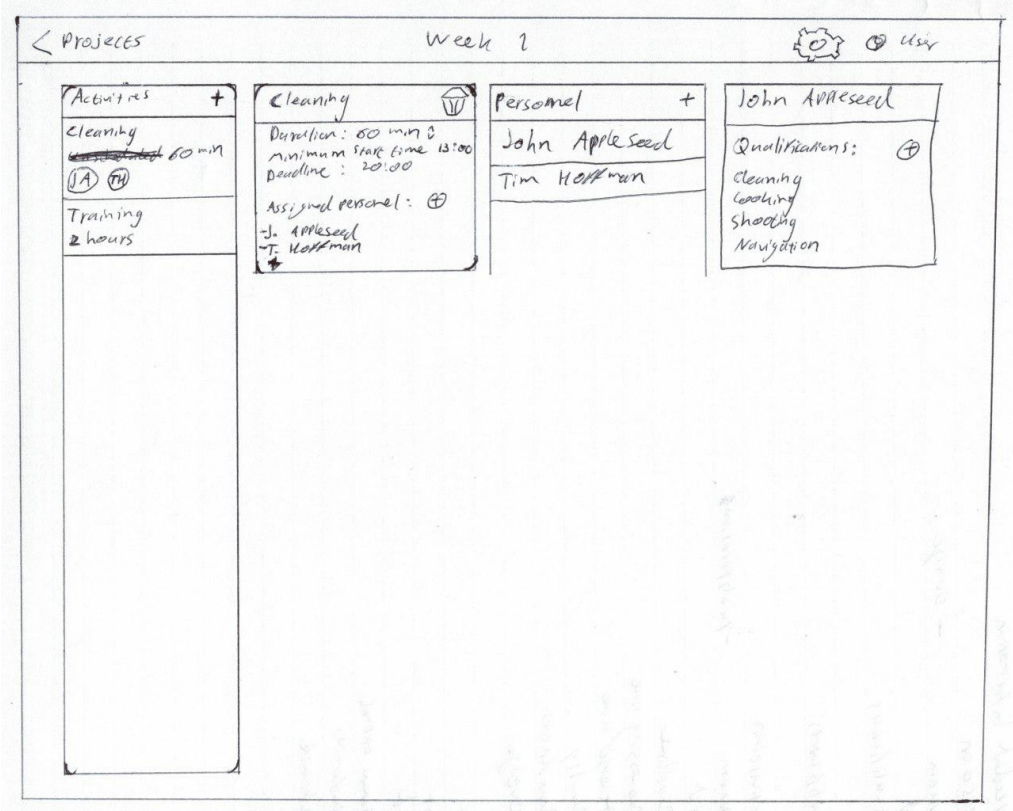 < Projects
Week 1
User
Activities +
Cleaning
60 min
JA TH
Training
2 hours
Cleaning
Duration: 60 min
Minimum start time 13:00
Deadline: 20:00
Assigned personel: +
-J. Appleseed
-T. Hoffman
Personnel +
John Appleseed
Tim Hoffman
John Appleseed
Qualifications: +
Cleaning
Cooking
Shooting
Navigation